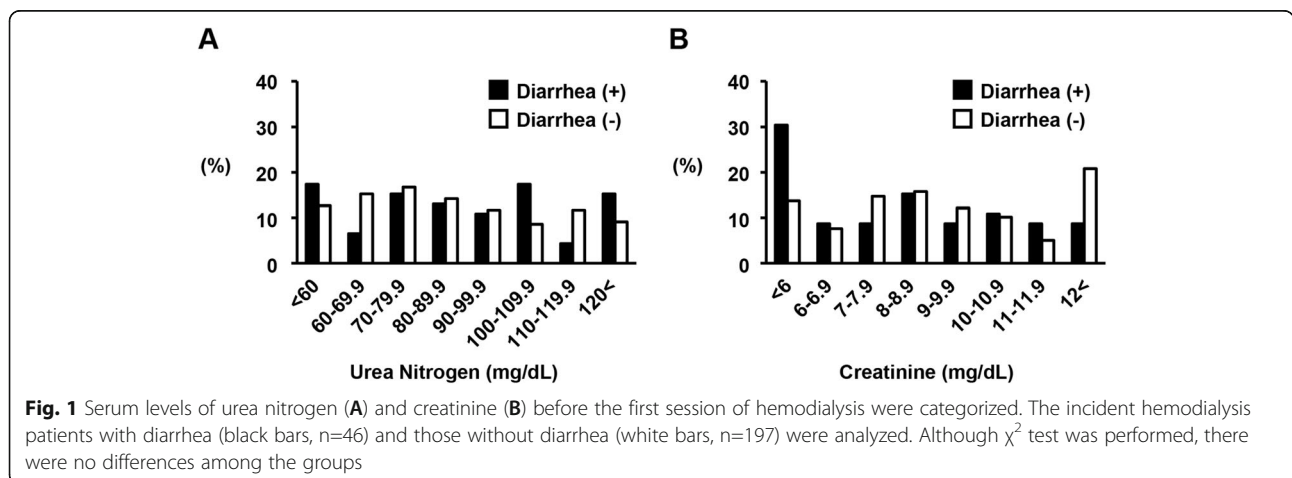 A
40
30
20
10
0
(%)
Diarrhea (+)
Diarrhea (-)
<60
60-69.9
70-79.9
80-89.9
90-99.9
100-109.9
110-119.9
120<
Urea Nitrogen (mg/dL)
B
40
30
20
10
0
(%)
Diarrhea (+)
Diarrhea (-)
<6
6-6.9
7-7.9
8-8.9
9-9.9
10-10.9
11-11.9
12<
Creatinine (mg/dL)
Fig. 1 Serum levels of urea nitrogen (A) and creatinine (B) before the first session of hemodialysis were categorized. The incident hemodialysis
patients with diarrhea (black bars, n=46) and those without diarrhea (white bars, n=197) were analyzed. Although χ² test was performed, there
were no differences among the groups